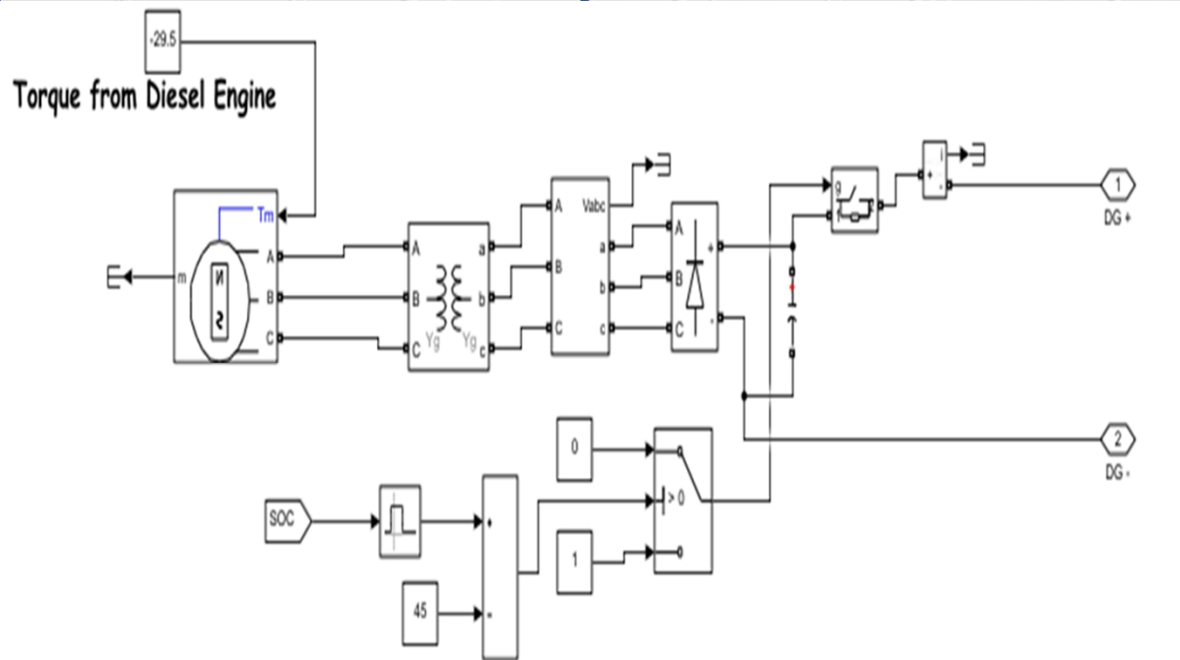 -29.5
Torque from Diesel Engine
Tm
m
N
S
A
B
C
A
B
C
a
b
c
Yg
Yg
A
B
C
Vabc
a
b
c
A
B
C
+
-
g
i
+
-
1
DG +
2
DG -
SOC
45
+
-
0
> 0
1